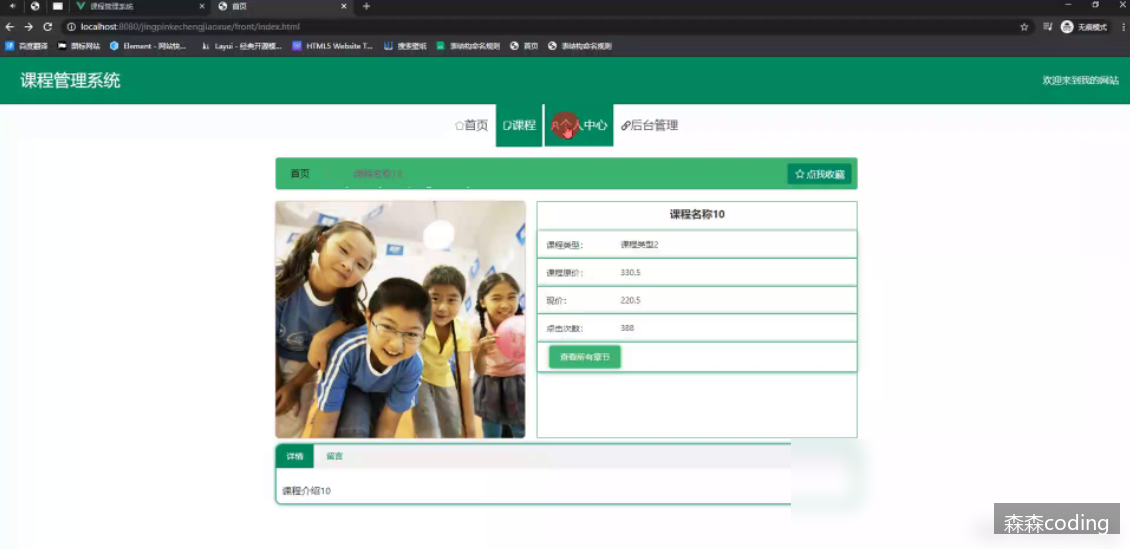 课程管理系统
首页
localhost:8080/jingpinkechengjiaoxue/front/index.html
无痕模式
百度翻译
图标网站
Element - 网站快...
Layui - 经典开源模...
HTML5 Website T...
搜索壁纸
表结构命名规则
首页
表结构命名规则
课程管理系统
欢迎来到我的网站
首页
课程
个人中心
后台管理
首页
课程名称10
点我收藏
课程名称10
课程类型：
课程类型2
课程原价：
330.5
现价：
220.5
点击次数：
388
查看所有章节
详情
留言
课程介绍10
森森coding